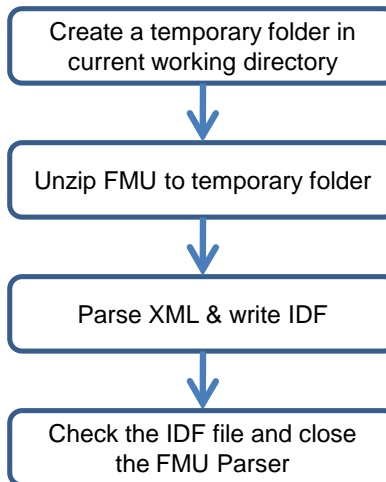 Create a temporary folder in
current working directory
Unzip FMU to temporary folder
Parse XML & write IDF
Check the IDF file and close
the FMU Parser